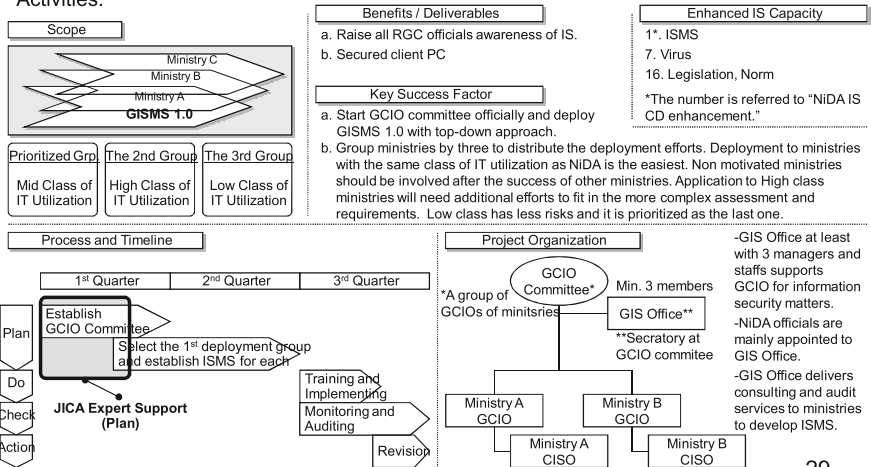 Activities:
Scope
Ministry C
Ministry B
Ministry A
GISMS 1.0
Prioritized Grp.
Mid Class of
IT Utilization
The 2nd Group
High Class of
IT Utilization
The 3rd Group
Low Class of
IT Utilization
Benefits / Deliverables
a. Raise all RGC officials awareness of IS.
b. Secured client PC
Key Success Factor
a. Start GCIO committee officially and deploy
GISMS 1.0 with top-down approach.
b. Group ministries by three to distribute the deployment efforts. Deployment to ministries
with the same class of IT utilization as NiDA is the easiest. Non motivated ministries
should be involved after the success of other ministries. Application to High class
ministries will need additional efforts to fit in the more complex assessment and
requirements.  Low class has less risks and it is prioritized as the last one.
Enhanced IS Capacity
1*. ISMS
7. Virus
16. Legislation, Norm
*The number is referred to “NiDA IS
CD enhancement.”
Process and Timeline
1st Quarter
2nd Quarter
3rd Quarter
Plan
Do
Check
Action
Establish
GCIO Committee
Select the 1st deployment group
and establish ISMS for each
Training and
Implementing
Monitoring and
Auditing
Revision
JICA Expert Support
(Plan)
Project Organization
GCIO
Committee*
*A group of
GCIOs of minitsries
Min. 3 members
GIS Office**
**Secratory at
GCIO commitee
Ministry A
GCIO
Ministry B
GCIO
Ministry A
CISO
Ministry B
CISO
-GIS Office at least
with 3 managers and
staffs supports
GCIO for information
security matters.
-NiDA officials are
mainly appointed to
GIS Office.
-GIS Office delivers
consulting and audit
services to ministries
to develop ISMS.